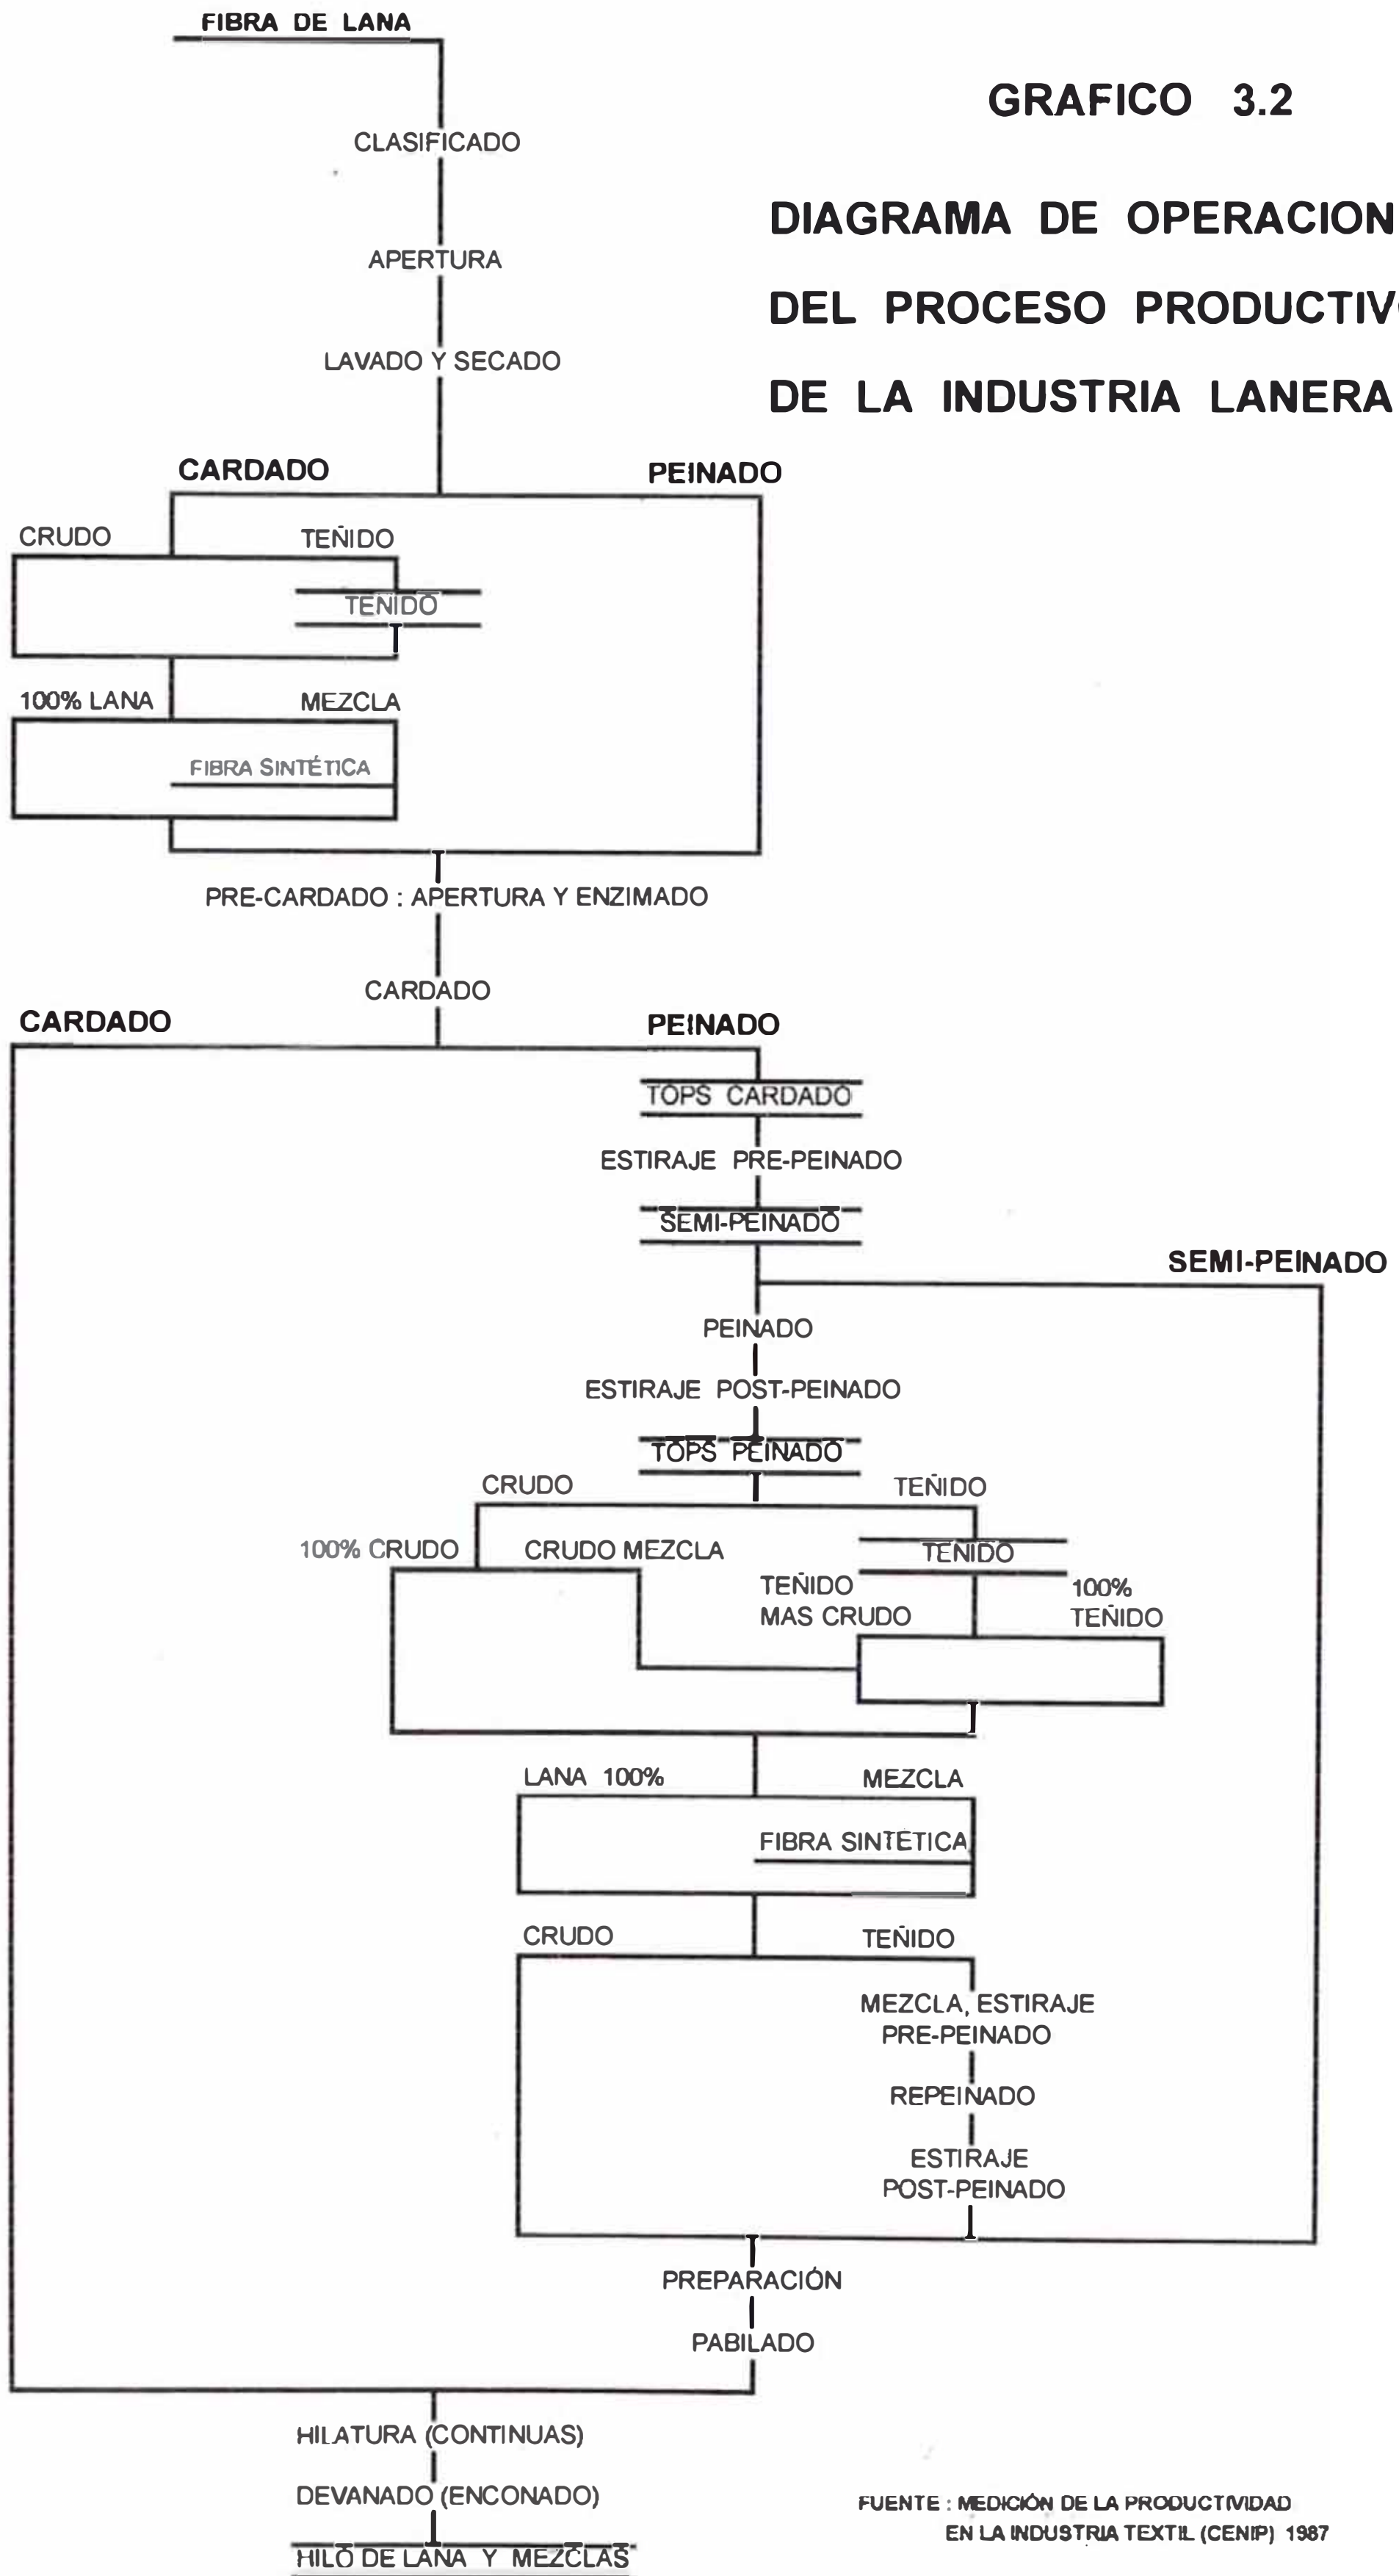 FIBRA DE LANA
GRAFICO 3.2
DIAGRAMA DE OPERACION
DEL PROCESO PRODUCTIV
DE LA INDUSTRIA LANERA
CLASIFICADO
APERTURA
LAVADO Y SECADO
CARDADO PEINADO
CRUDO TEÑIDO
TEÑIDO
100% LANA MEZCLA
FIBRA SINTÉTICA
PRE-CARDADO : APERTURA Y ENZIMADO
CARDADO
CARDADO PEINADO
TOPS CARDADO
ESTIRAJE PRE-PEINADO
SEMI-PEINADO
SEMI-PEINADO
PEINADO
ESTIRAJE POST-PEINADO
TOPS PEINADO
CRUDO TEÑIDO
100% CRUDO CRUDO MEZCLA
TEÑIDO
TEÑIDO
MAS CRUDO
100%
TEÑIDO
LANA 100% MEZCLA
FIBRA SINTETICA
CRUDO TEÑIDO
MEZCLA, ESTIRAJE
PRE-PEINADO
REPEINADO
ESTIRAJE
POST-PEINADO
PREPARACIÓN
PABILADO
HILATURA (CONTINUAS)
DEVANADO (ENCONADO)
HILO DE LANA Y MEZCLAS
FUENTE : MEDICIÓN DE LA PRODUCTIVIDAD
EN LA INDUSTRIA TEXTIL (CENIP) 1987